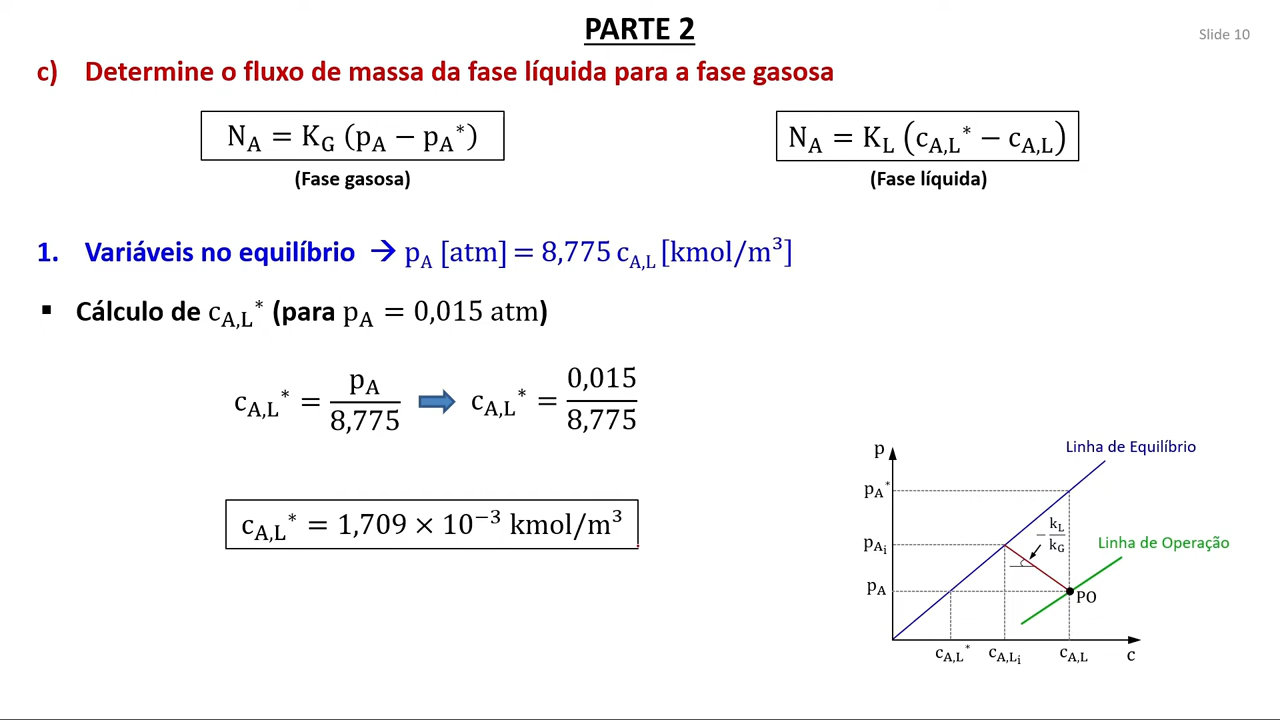 PARTE 2
Slide 10
c) Determine o fluxo de massa da fase líquida para a fase gasosa
N_A = K_G (p_A − p_A*)
(Fase gasosa)
N_A = K_L (c_A,L* − c_A,L)
(Fase líquida)
1. Variáveis no equilíbrio → p_A [atm] = 8,775 c_A,L [kmol/m³]
▪ Cálculo de c_A,L* (para p_A = 0,015 atm)
c_A,L* = p_A / 8,775
c_A,L* = 0,015 / 8,775
c_A,L* = 1,709 × 10⁻³ kmol/m³
p
Linha de Equilíbrio
p_A*
− k_L / k_G
p_Ai
Linha de Operação
p_A
PO
c_A,L* c_A,Li c_A,L c